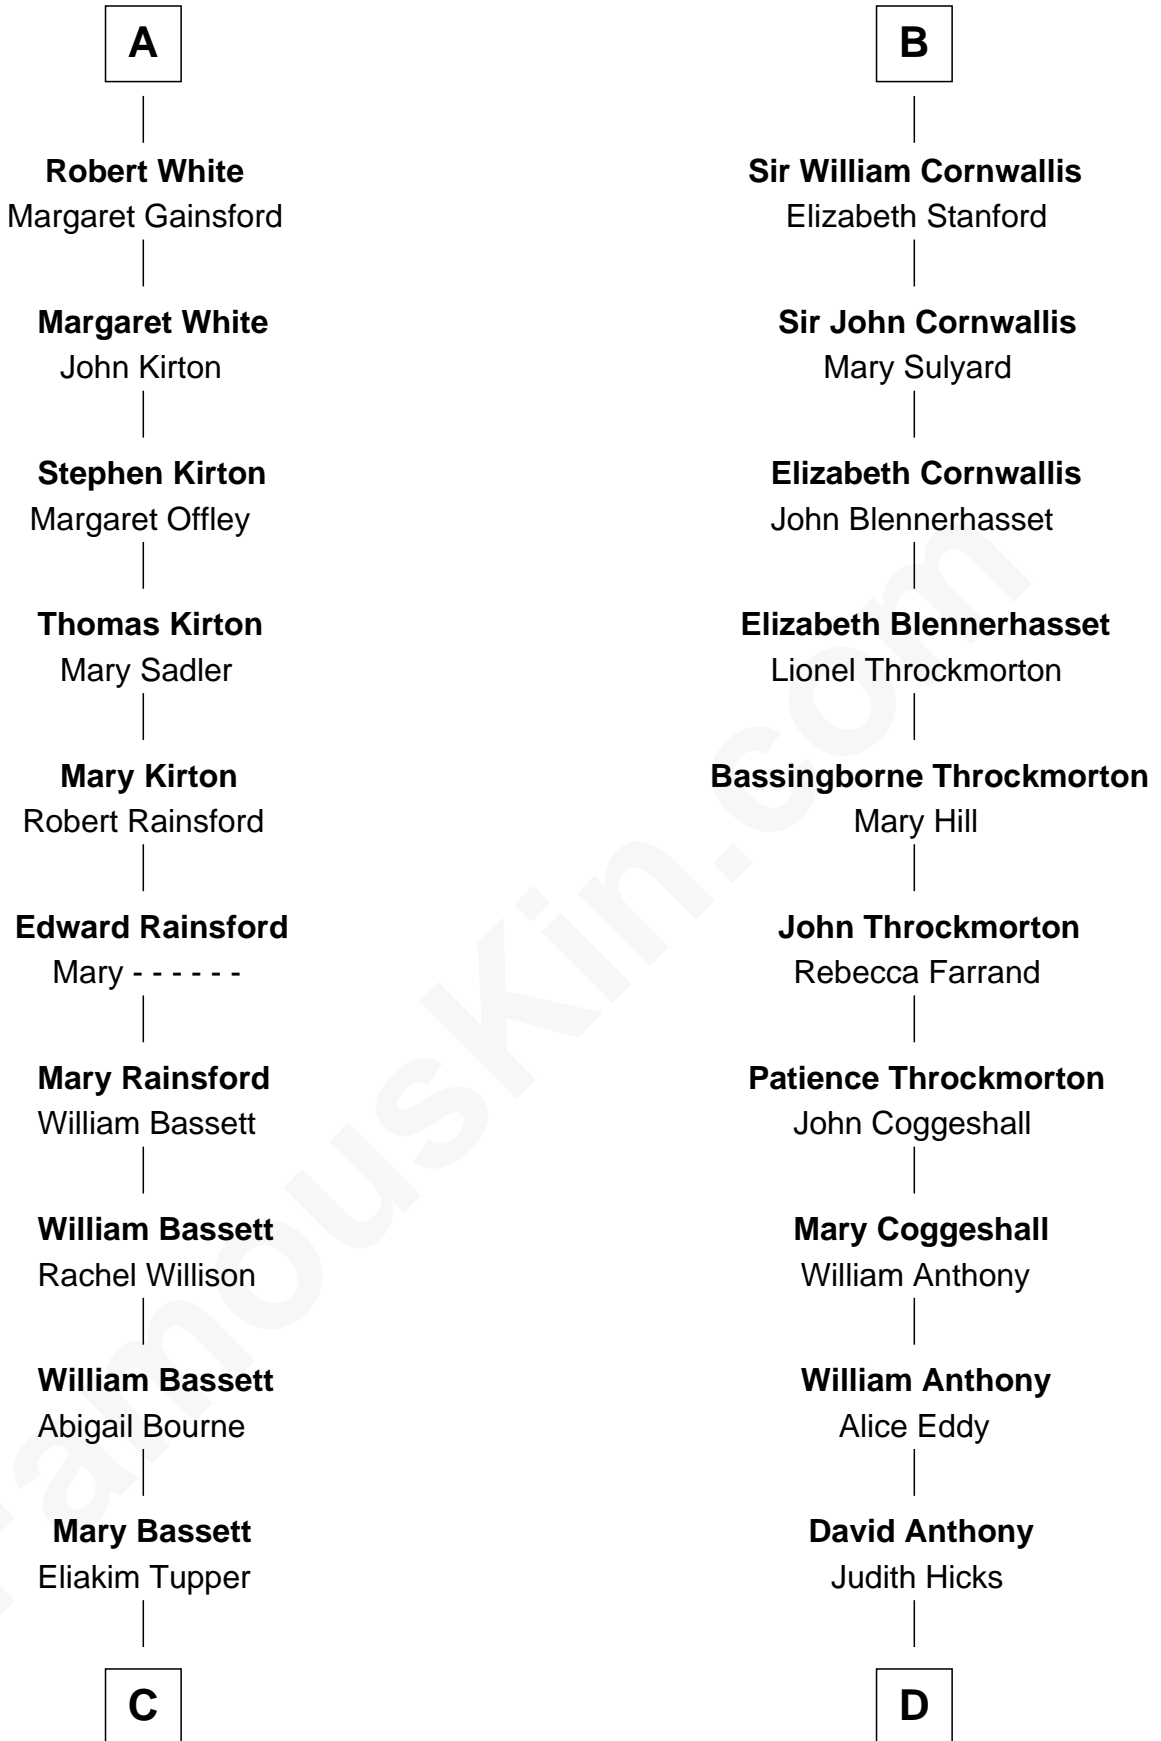 A
Robert White
Margaret Gainsford
Margaret White
John Kirton
Stephen Kirton
Margaret Offley
Thomas Kirton
Mary Sadler
Mary Kirton
Robert Rainsford
Edward Rainsford
Mary - - - - - -
Mary Rainsford
William Bassett
William Bassett
Rachel Willison
William Bassett
Abigail Bourne
Mary Bassett
Eliakim Tupper
C
B
Sir William Cornwallis
Elizabeth Stanford
Sir John Cornwallis
Mary Sulyard
Elizabeth Cornwallis
John Blennerhasset
Elizabeth Blennerhasset
Lionel Throckmorton
Bassingborne Throckmorton
Mary Hill
John Throckmorton
Rebecca Farrand
Patience Throckmorton
John Coggeshall
Mary Coggeshall
William Anthony
William Anthony
Alice Eddy
David Anthony
Judith Hicks
D
FamousKin.com